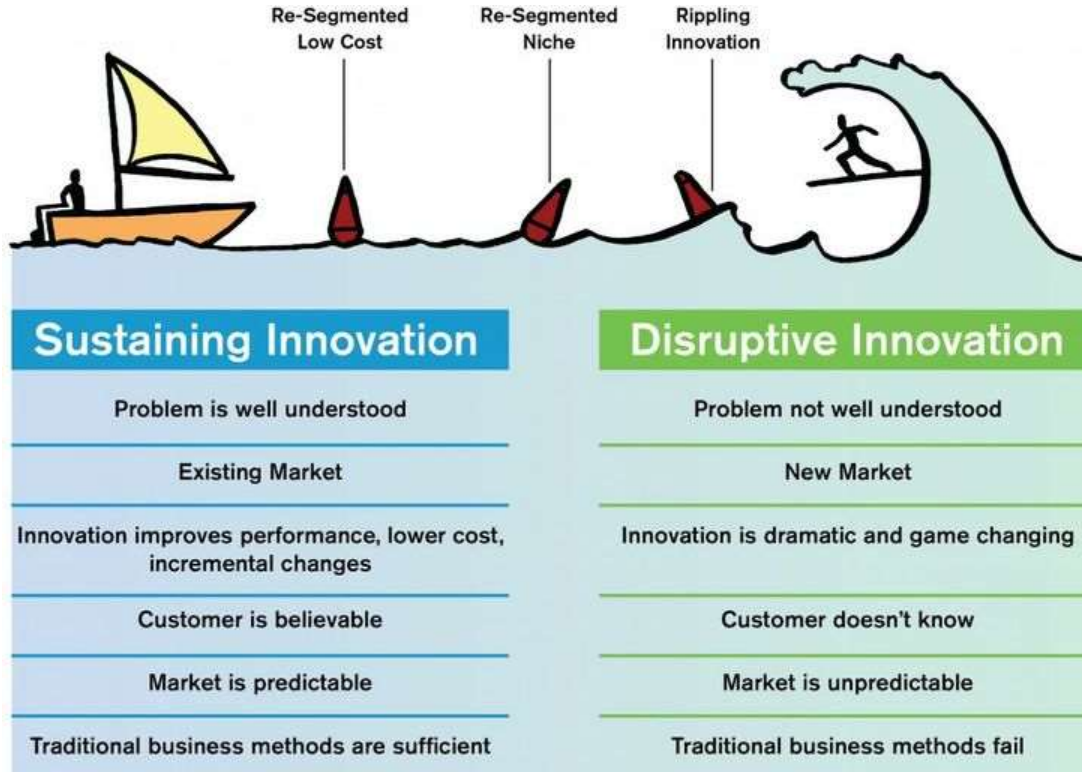 Re-Segmented
Low Cost
Re-Segmented
Niche
Rippling
Innovation
Sustaining Innovation
Problem is well understood
Existing Market
Innovation improves performance, lower cost,
incremental changes
Customer is believable
Market is predictable
Traditional business methods are sufficient
Disruptive Innovation
Problem not well understood
New Market
Innovation is dramatic and game changing
Customer doesn't know
Market is unpredictable
Traditional business methods fail